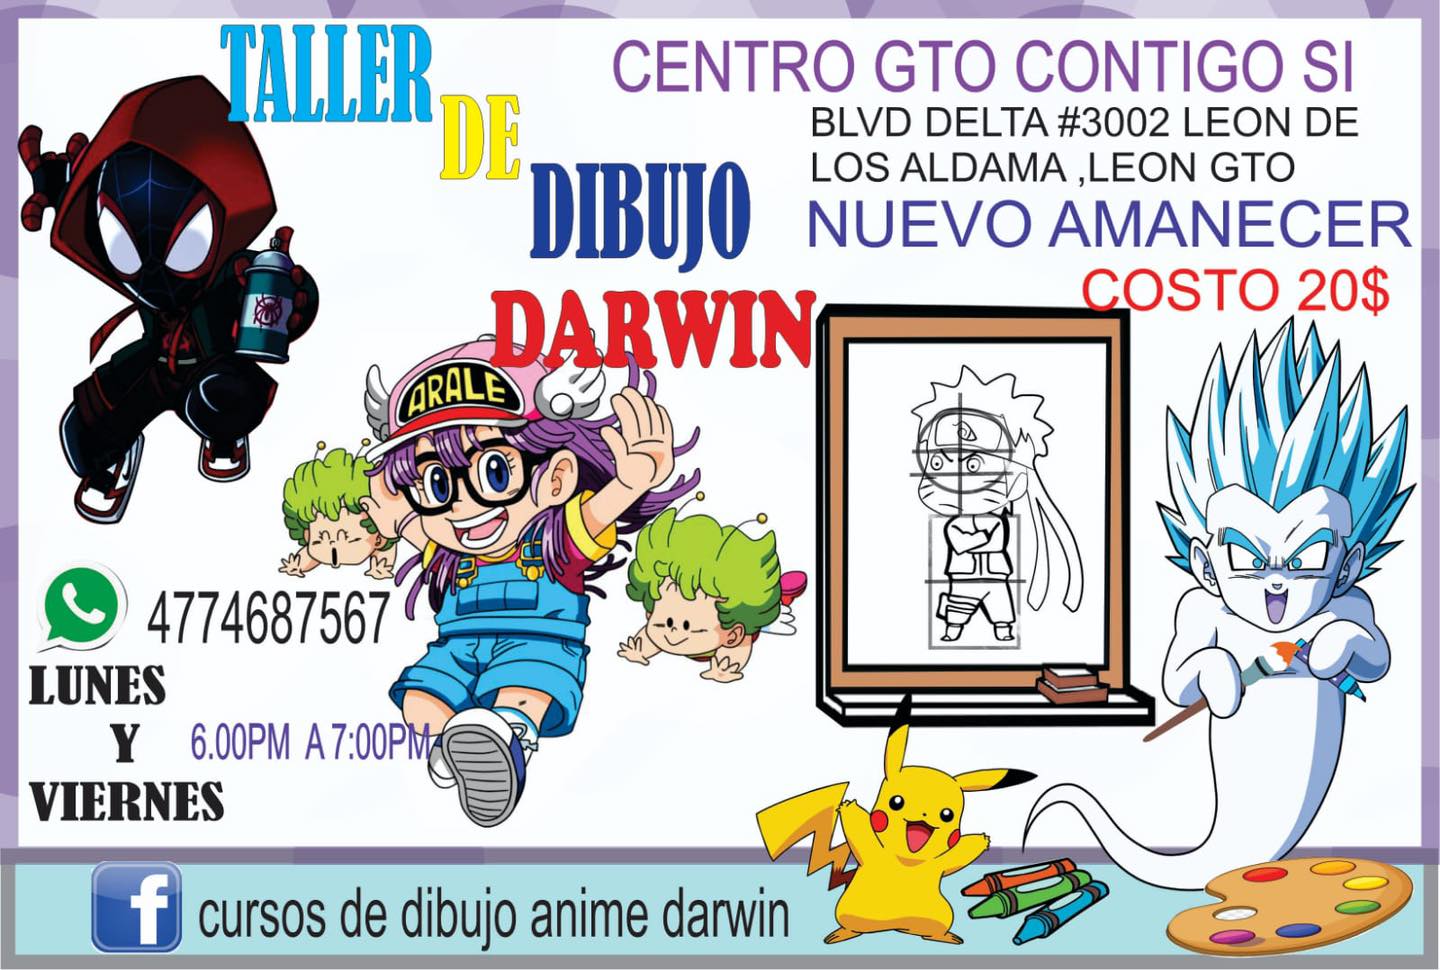 TALLER
DE
DIBUJO
DARWIN
CENTRO GTO CONTIGO SI
BLVD DELTA #3002 LEON DE
LOS ALDAMA ,LEON GTO
NUEVO AMANECER
COSTO 20$
ARALE
4774687567
LUNES
Y
VIERNES
6.00PM A 7:00PM
f cursos de dibujo anime darwin